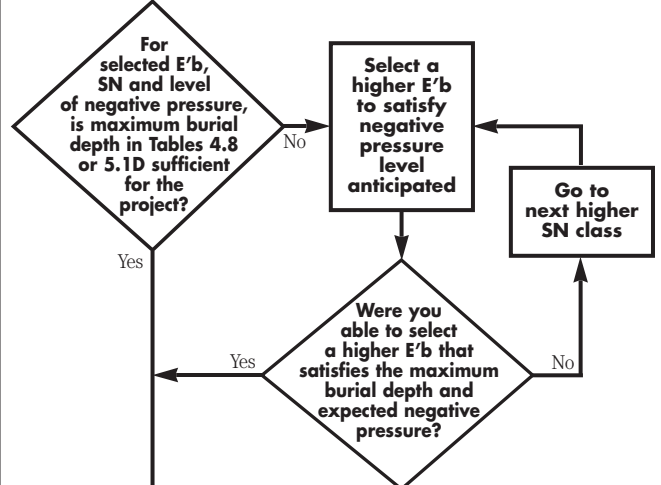 For
selected E'b,
SN and level
of negative pressure,
is maximum burial
depth in Tables 4.8
or 5.1D sufficient
for the
project?
No
Yes
Select a
higher E'b
to satisfy
negative
pressure
level
anticipated
Go to
next higher
SN class
Were you
able to select
a higher E'b that
satisfies the maximum
burial depth and
expected negative
pressure?
Yes
No